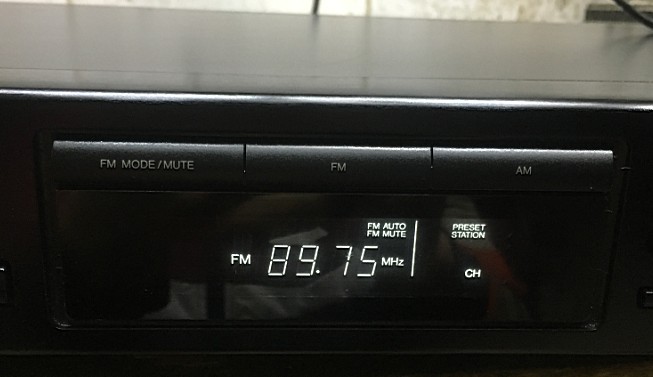 FM MODE/MUTE FM AM
FM AUTO PRESET
FM MUTE STATION
FM 89.75 MHz CH